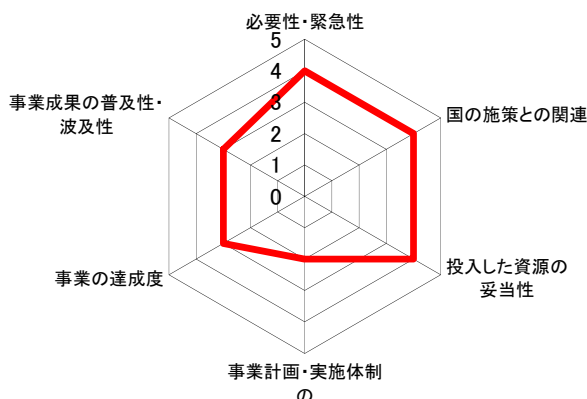 必要性・緊急性
5
4
3
2
1
0
国の施策との関連
投入した資源の
妥当性
事業計画・実施体制
の
事業の達成度
事業成果の普及性・
波及性